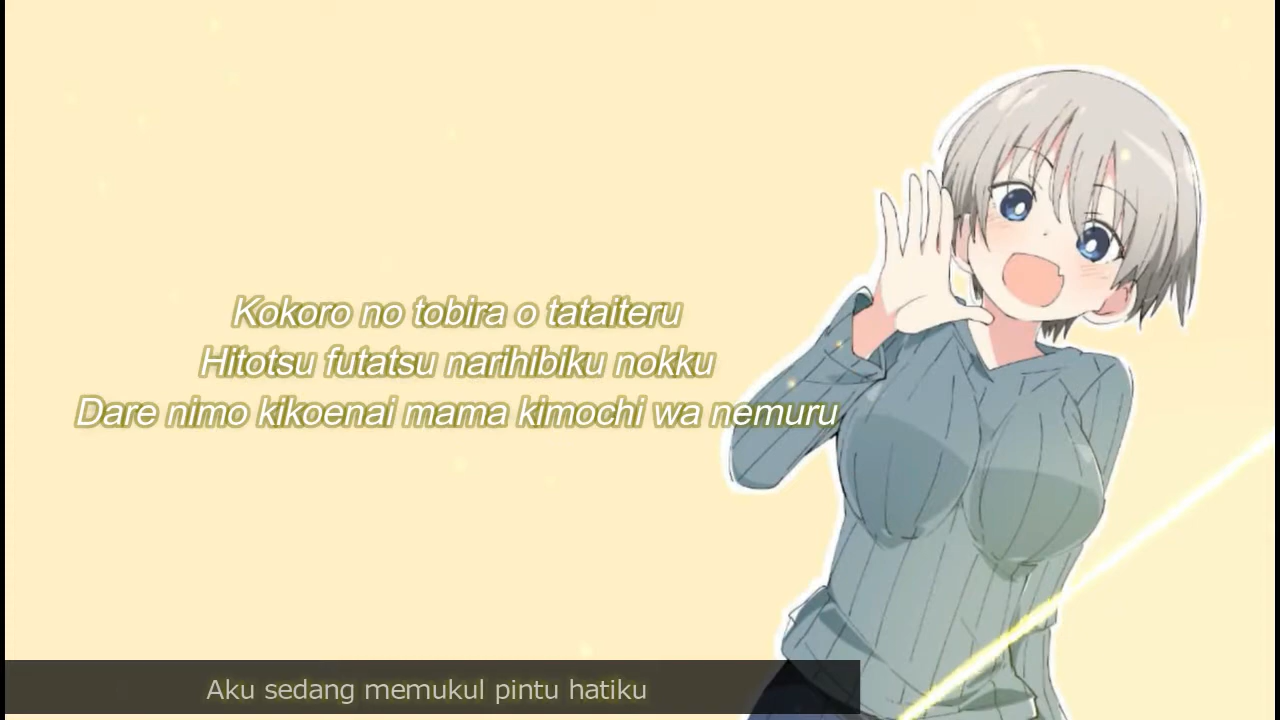 Kokoro no tobira o tataiteru
Hitotsu futatsu narihibiku nokku
Dare nimo kikoenai mama kimochi wa nemuru
Aku sedang memukul pintu hatiku